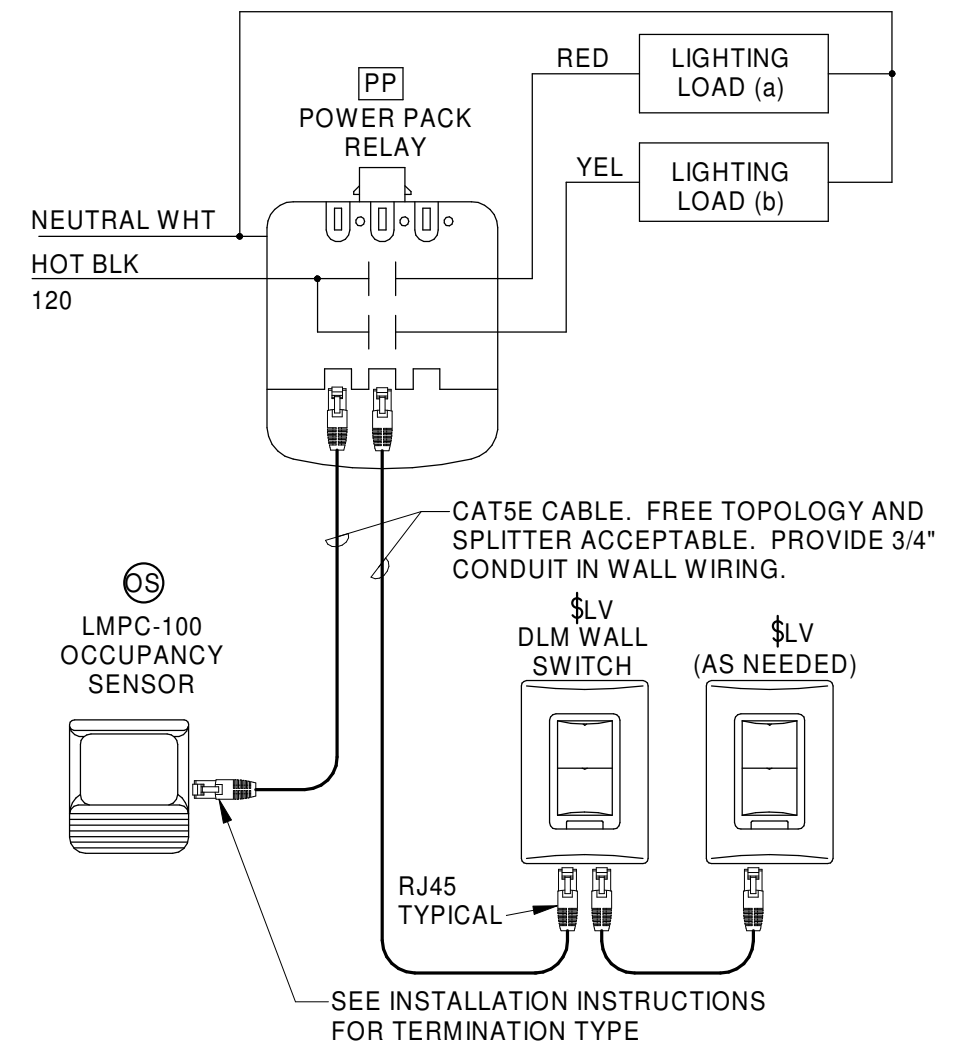 RED
LIGHTING
LOAD (a)
PP
POWER PACK
RELAY
YEL
LIGHTING
LOAD (b)
NEUTRAL WHT
HOT BLK
120
CAT5E CABLE. FREE TOPOLOGY AND
SPLITTER ACCEPTABLE. PROVIDE 3/4"
CONDUIT IN WALL WIRING.
OS
LMPC-100
OCCUPANCY
SENSOR
$LV
DLM WALL
SWITCH
$LV
(AS NEEDED)
RJ45
TYPICAL
SEE INSTALLATION INSTRUCTIONS
FOR TERMINATION TYPE